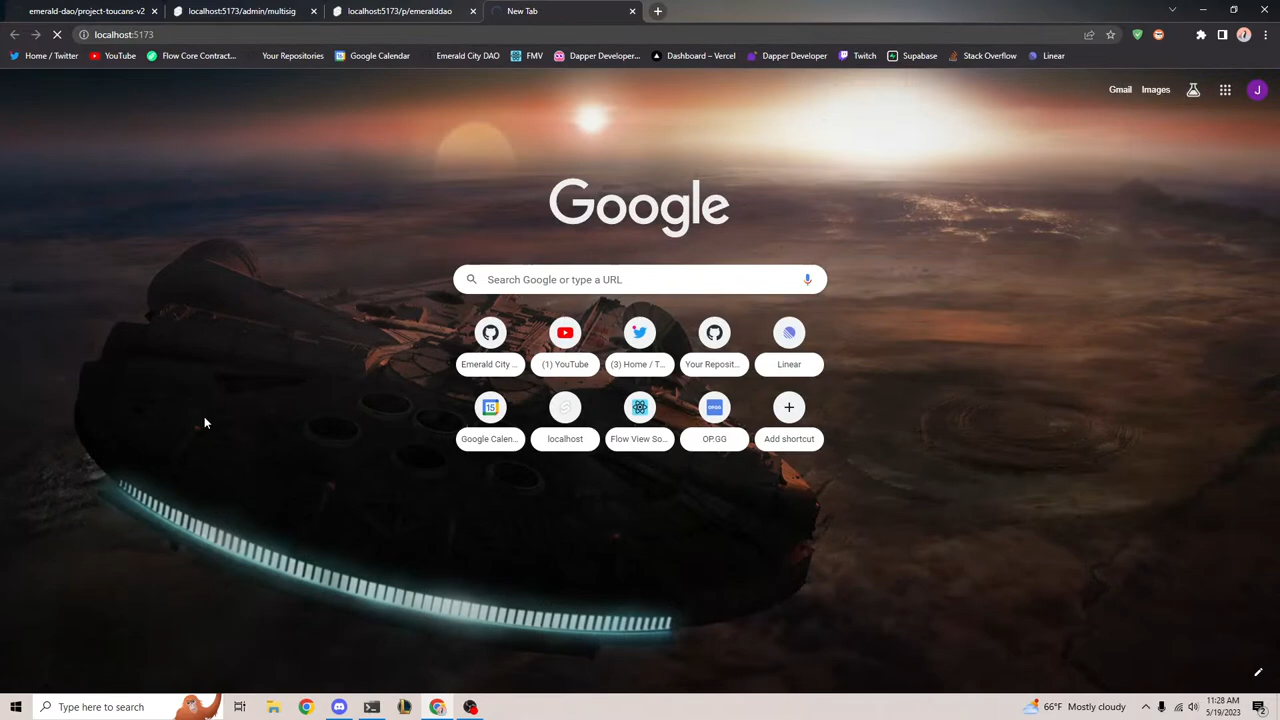 emerald-dao/project-toucans-v2
localhost:5173/admin/multisig
localhost:5173/p/emeralddao
New Tab
localhost:5173
Home / Twitter
YouTube
Flow Core Contract...
Your Repositories
Google Calendar
Emerald City DAO
FMV
Dapper Developer...
Dashboard – Vercel
Dapper Developer
Twitch
Supabase
Stack Overflow
Linear
Gmail
Images
J
Google
Search Google or type a URL
Emerald City ...
(1) YouTube
(3) Home / T...
Your Reposit...
Linear
15
OP.GG
Google Calen...
localhost
Flow View So...
OP.GG
Add shortcut
Type here to search
66°F Mostly cloudy
11:28 AM
5/19/2023
2